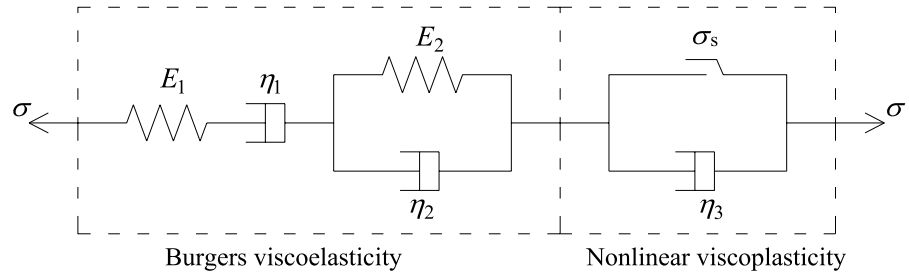 σ
E₁
η₁
E₂
η₂
σₛ
η₃
σ
Burgers viscoelasticity
Nonlinear viscoplasticity